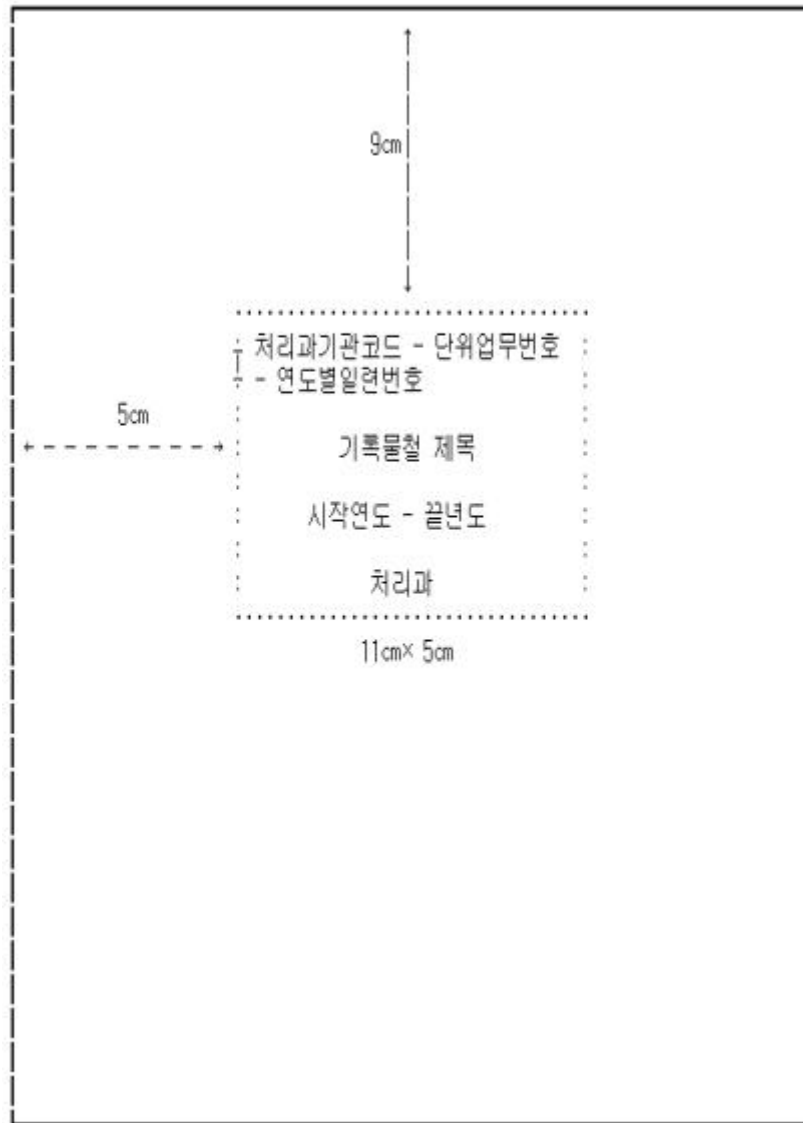 9cm
처리과기관코드 - 단위업무번호
- 연도별일련번호
5cm
기록물철 제목
시작연도 - 끝년도
처리과
11cm× 5cm